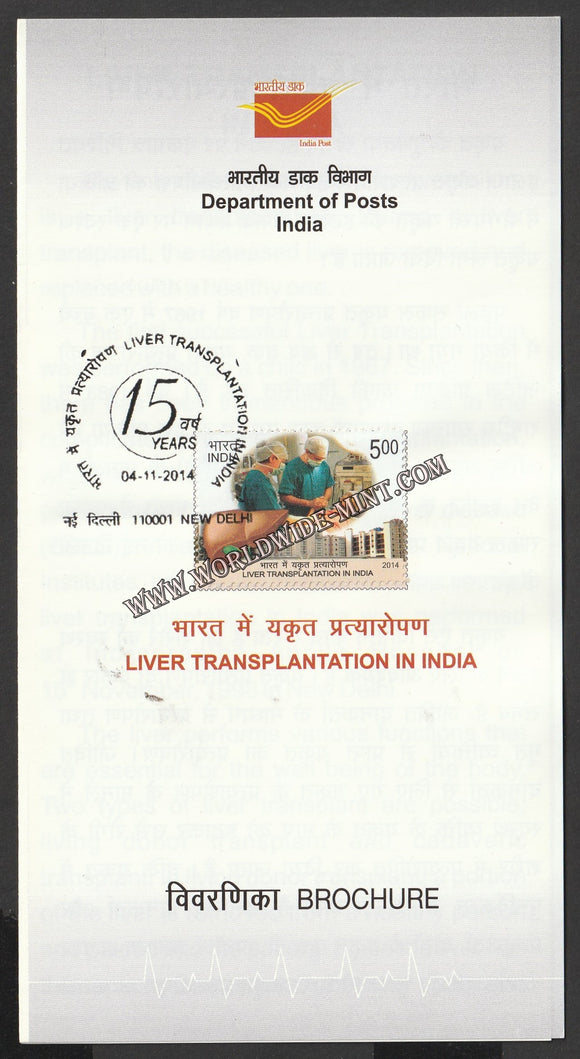 भारतीय डाक
India Post
भारतीय डाक विभाग
Department of Posts
India
भारत में यकृत प्रत्यारोपण LIVER TRANSPLANTATION IN INDIA
15 वर्ष
YEARS
04-11-2014
नई दिल्ली 110001 NEW DELHI
भारत
INDIA
500
भारत में यकृत प्रत्यारोपण
LIVER TRANSPLANTATION IN INDIA
2014
WWW.WORLDWIDE-MINT.COM
भारत में यकृत प्रत्यारोपण
LIVER TRANSPLANTATION IN INDIA
विवरणिका BROCHURE